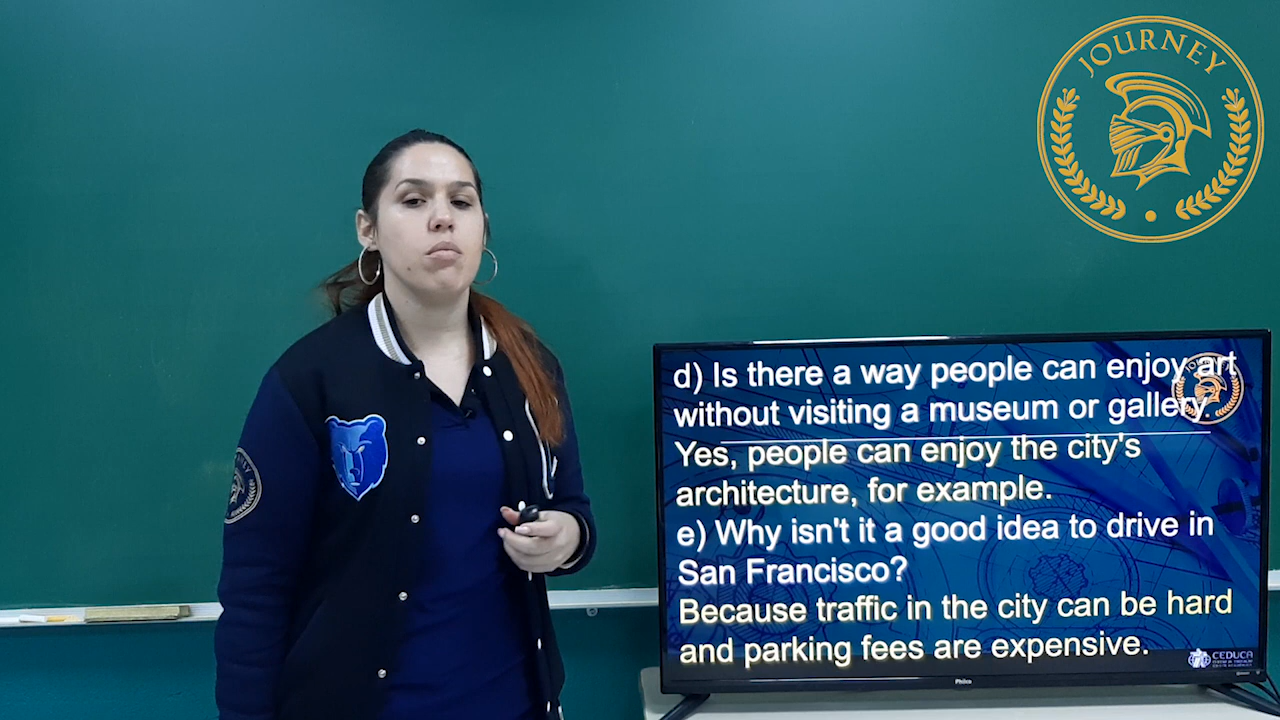 JOURNEY
d) Is there a way people can enjoy art
without visiting a museum or gallery.
Yes, people can enjoy the city's
architecture, for example.
e) Why isn't it a good idea to drive in
San Francisco?
Because traffic in the city can be hard
and parking fees are expensive.
CEDUCA
Philco